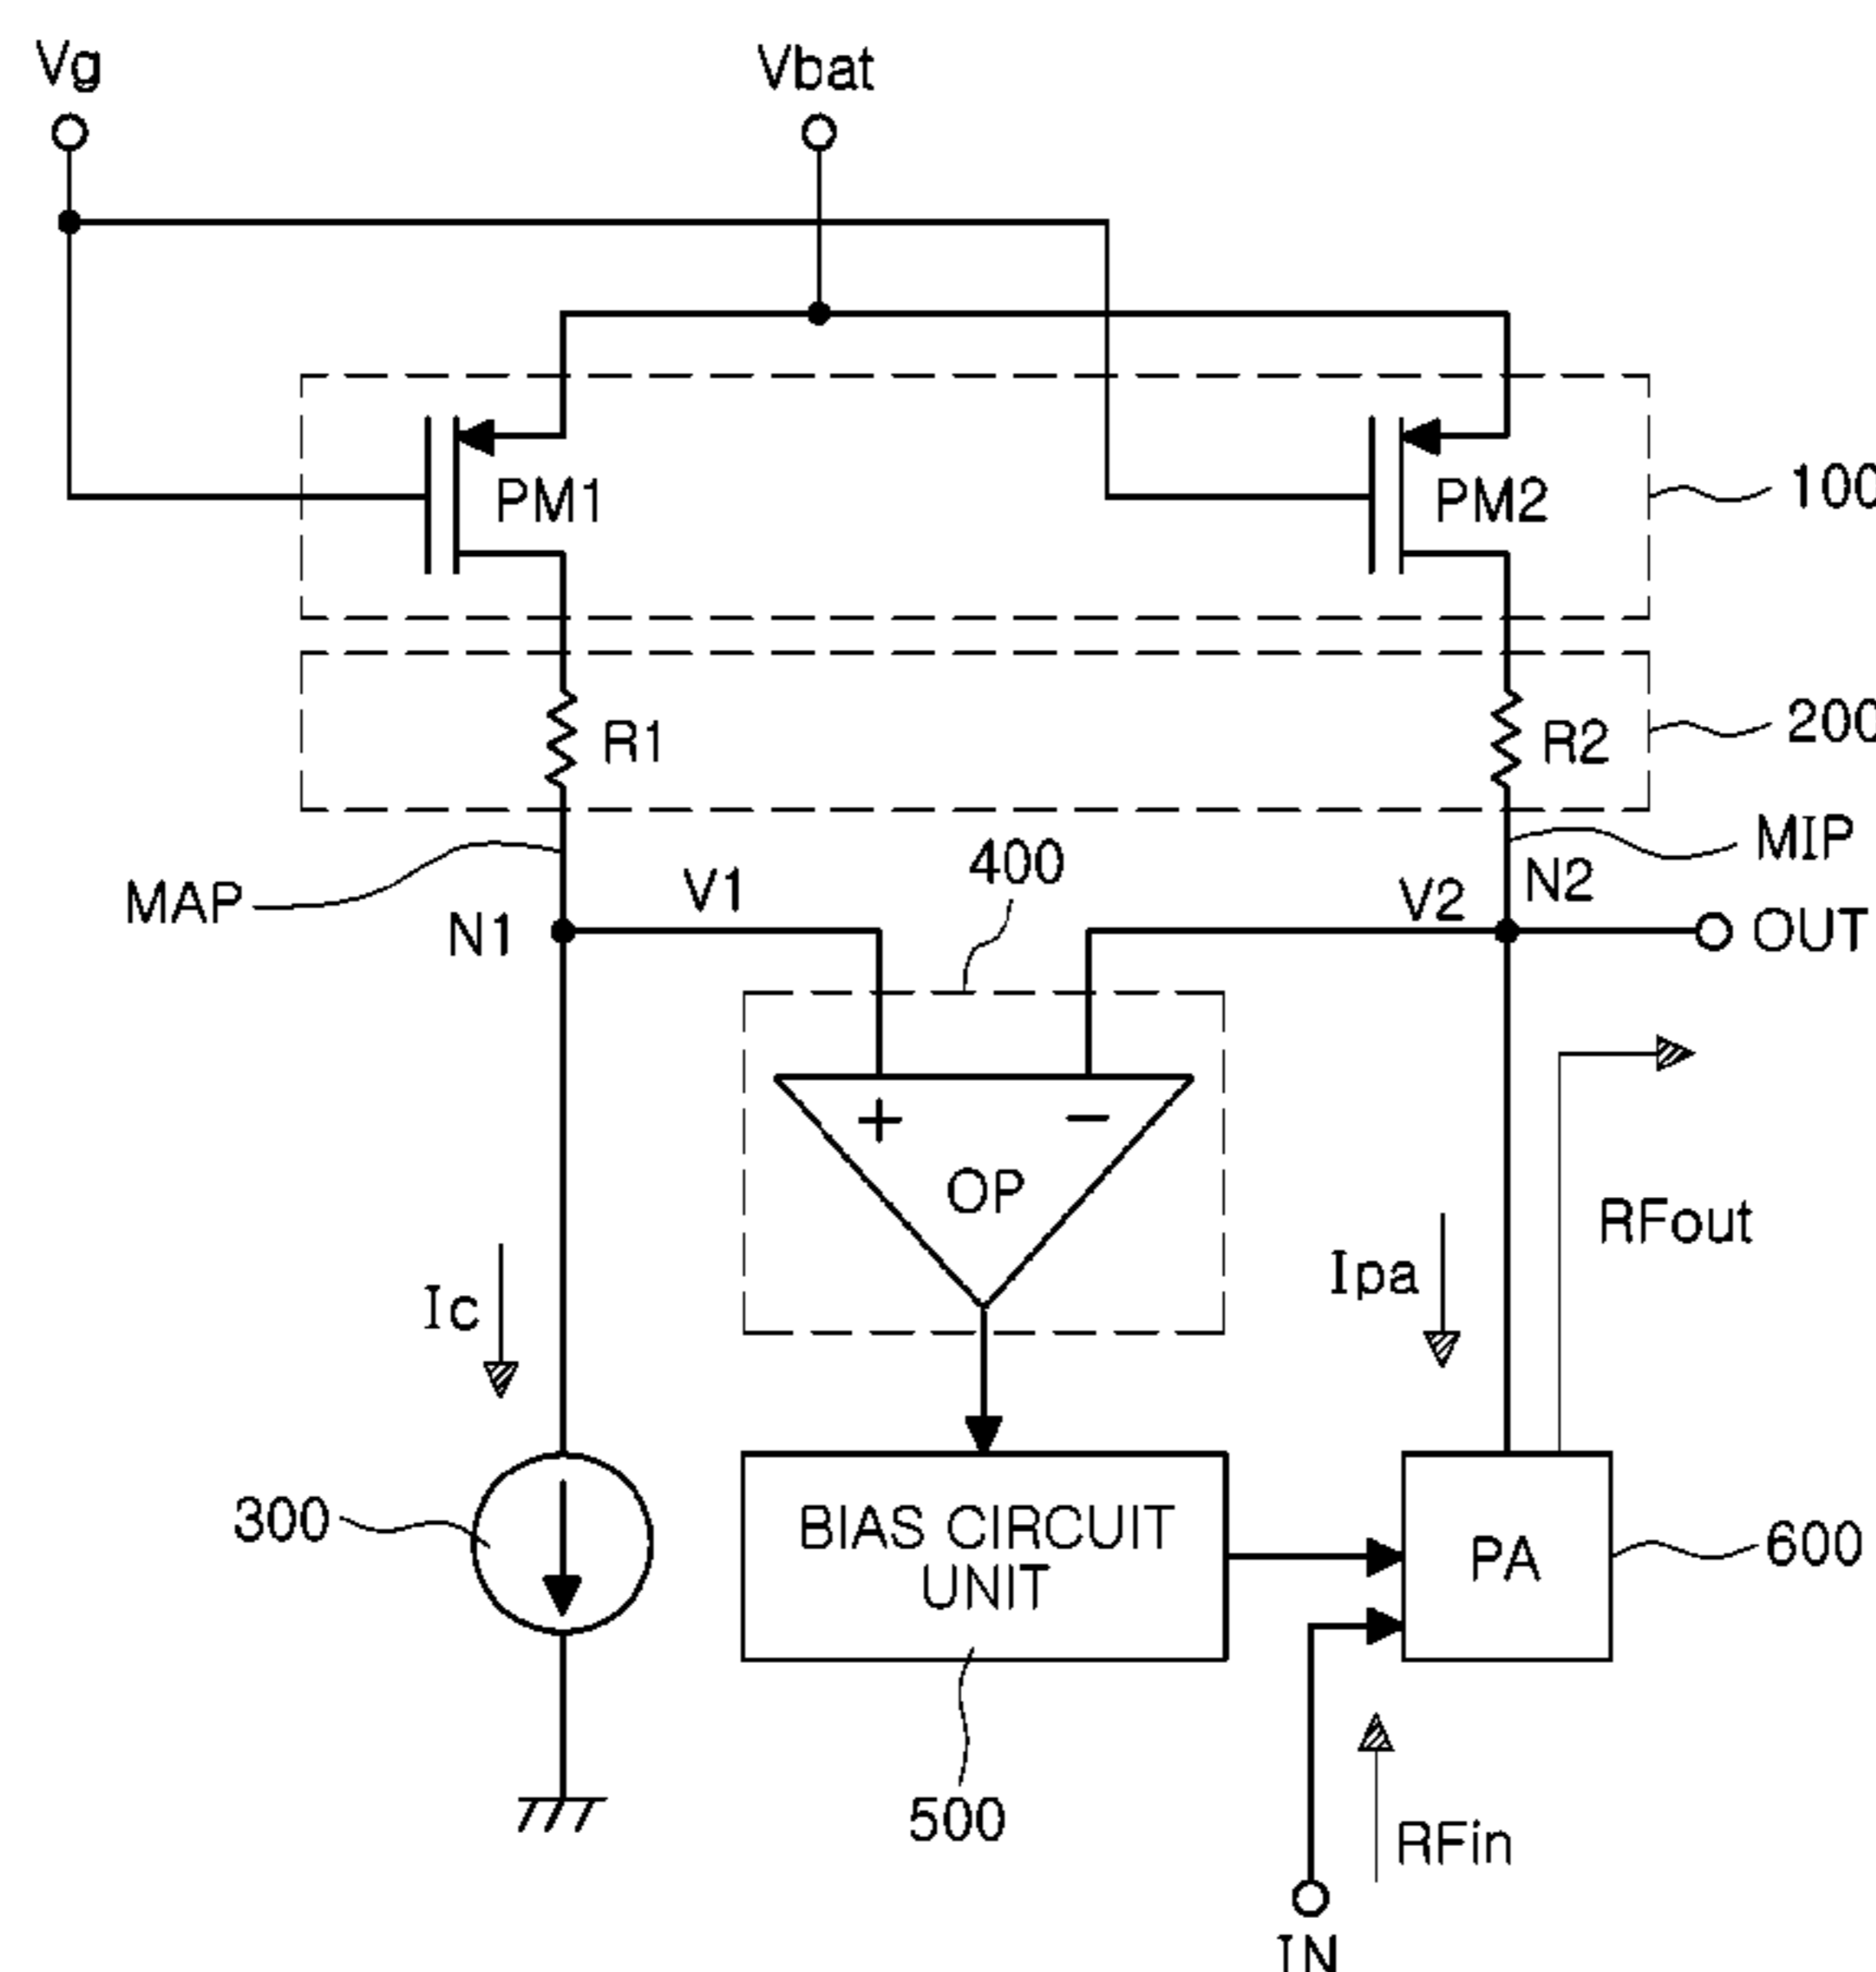 Vg
Vbat
PM1
PM2
100
R1
R2
200
MAP
N1
V1
400
V2
N2
MIP
OUT
+
−
OP
Ic
Ipa
RFout
300
BIAS CIRCUIT
UNIT
PA
600
500
RFin
IN